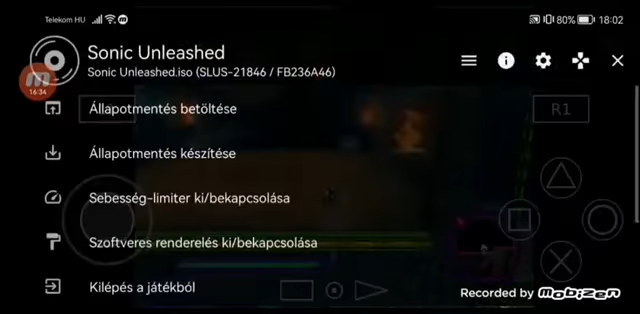 Telekom HU
80%
18:02
Sonic Unleashed
Sonic Unleashed.iso (SLUS-21846 / FB236A46)
16:34
Állapotmentés betöltése
R1
Állapotmentés készítése
Sebesség-limiter ki/bekapcsolása
Szoftveres renderelés ki/bekapcsolása
Kilépés a játékból
Recorded by Mobizen